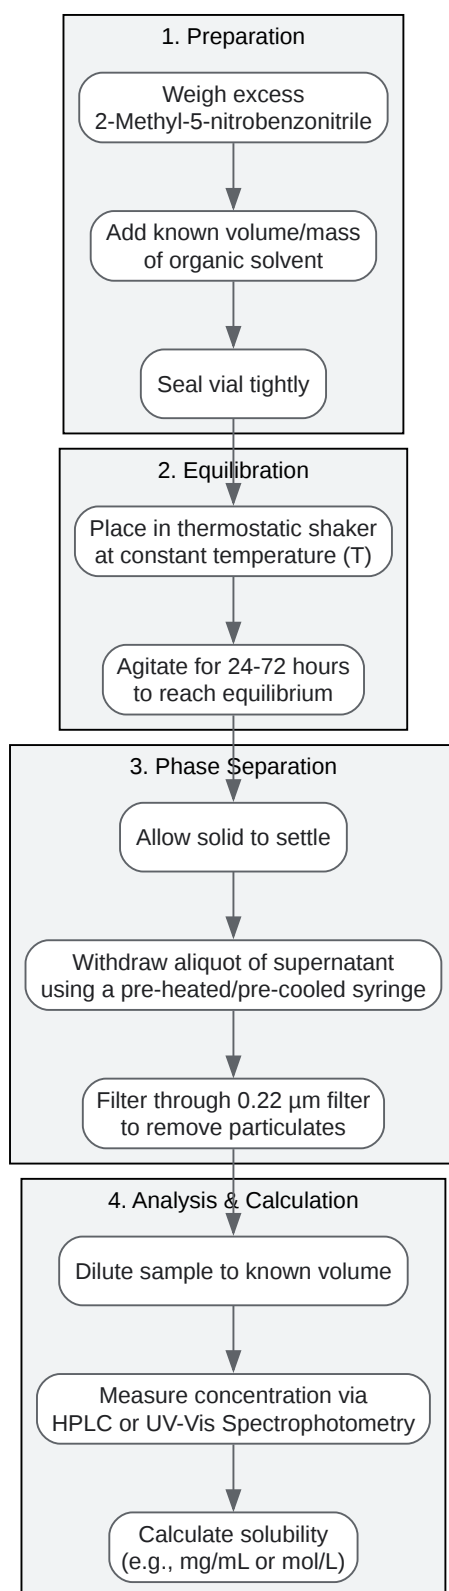 1. Preparation
Weigh excess
2-Methyl-5-nitrobenzonitrile
Add known volume/mass
of organic solvent
Seal vial tightly
2. Equilibration
Place in thermostatic shaker
at constant temperature (T)
Agitate for 24-72 hours
to reach equilibrium
3. Phase Separation
Allow solid to settle
Withdraw aliquot of supernatant
using a pre-heated/pre-cooled syringe
Filter through 0.22 µm filter
to remove particulates
4. Analysis & Calculation
Dilute sample to known volume
Measure concentration via
HPLC or UV-Vis Spectrophotometry
Calculate solubility
(e.g., mg/mL or mol/L)